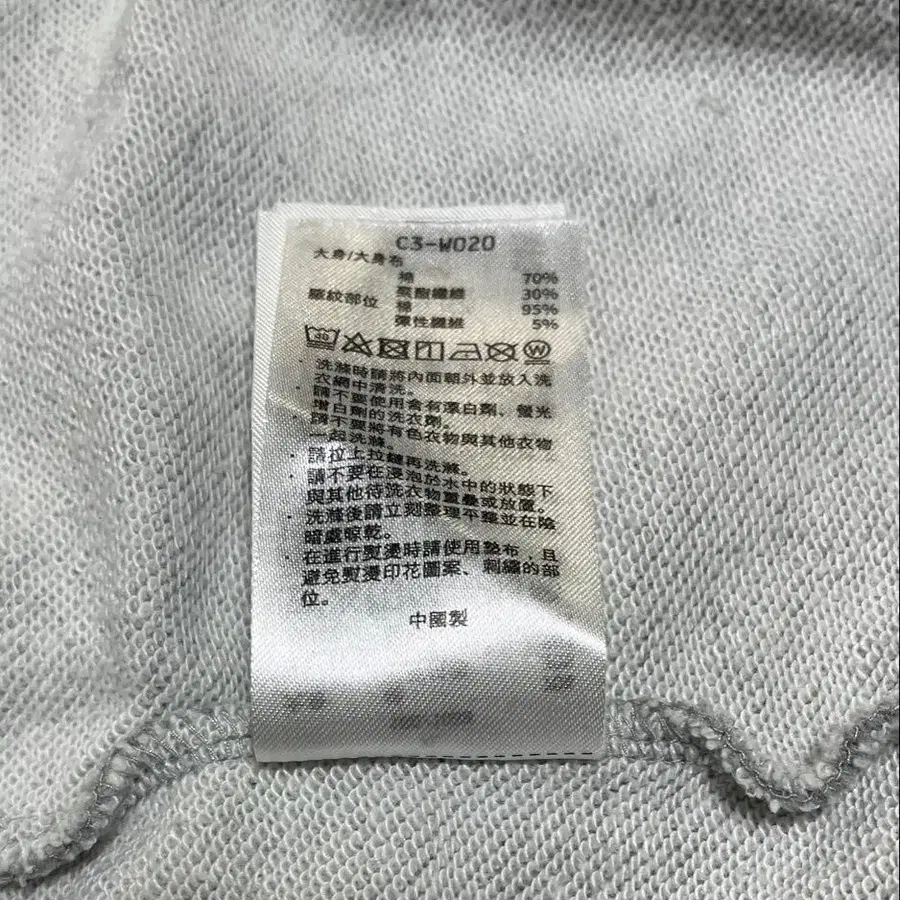 C3-W020
大身/大身布
棉 70%
聚酯纖維 30%
羅紋部位 棉 95%
彈性纖維 5%
40 W
· 洗滌時請將內面朝外並放入洗
衣網中清洗。
· 請不要使用含有漂白劑、螢光
增白劑的洗衣劑。
· 請不要將有色衣物與其他衣物
一起洗滌。
· 請拉上拉鏈再洗滌。
· 請不要在浸泡於水中的狀態下
與其他待洗衣物重疊或放置。
· 洗滌後請立刻整理平整並在陰
暗處晾乾。
· 在進行熨燙時請使用墊布，且
避免熨燙印花圖案、刺繡的部
位。
中國製